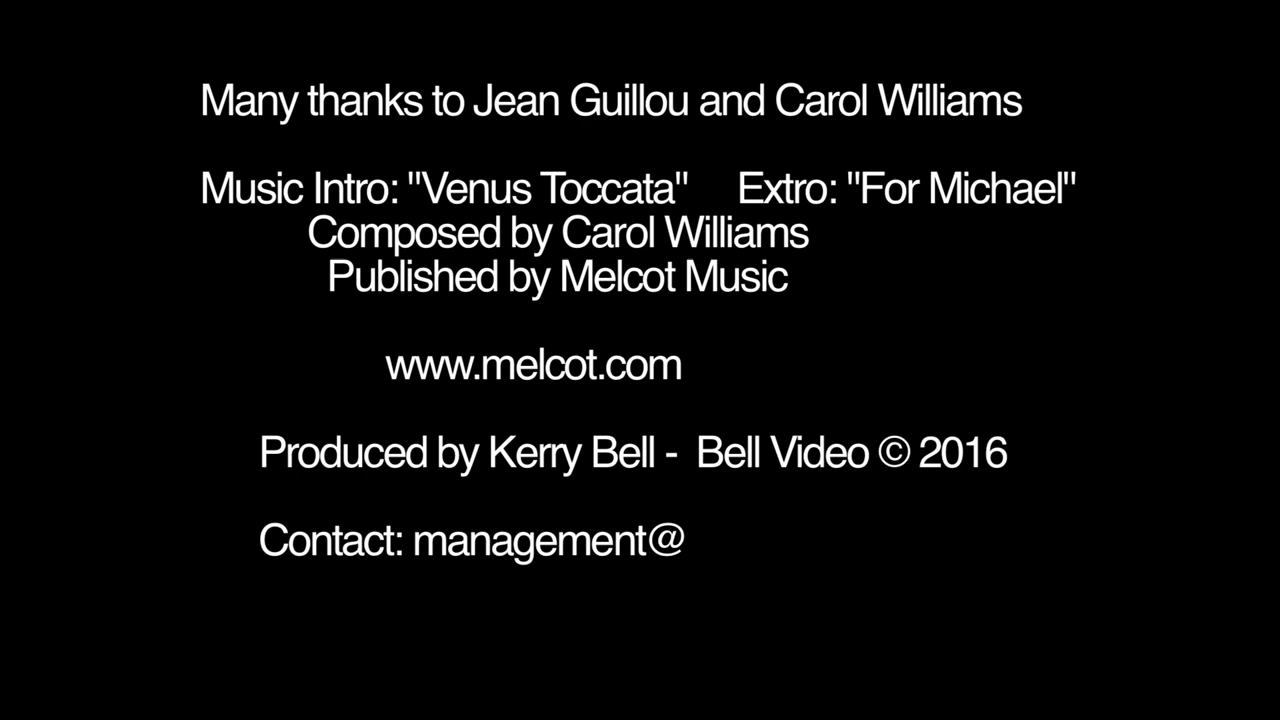 Many thanks to Jean Guillou and Carol Williams
Music Intro: "Venus Toccata" Extro: "For Michael"
Composed by Carol Williams
Published by Melcot Music
www.melcot.com
Produced by Kerry Bell - Bell Video © 2016
Contact: management@